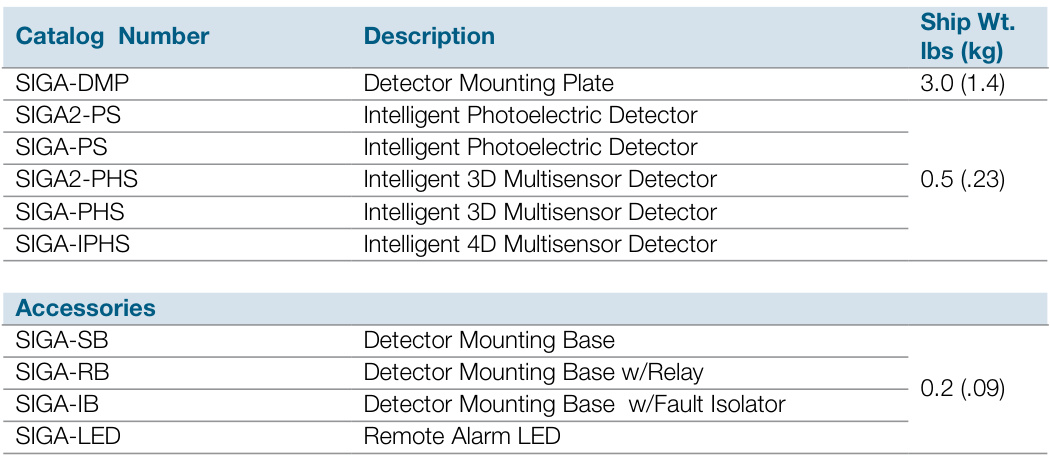 Catalog Number Description Ship Wt.
lbs (kg)
SIGA-DMP Detector Mounting Plate 3.0 (1.4)
SIGA2-PS Intelligent Photoelectric Detector
SIGA-PS Intelligent Photoelectric Detector
SIGA2-PHS Intelligent 3D Multisensor Detector 0.5 (.23)
SIGA-PHS Intelligent 3D Multisensor Detector
SIGA-IPHS Intelligent 4D Multisensor Detector
Accessories
SIGA-SB Detector Mounting Base
SIGA-RB Detector Mounting Base w/Relay
0.2 (.09)
SIGA-IB Detector Mounting Base w/Fault Isolator
SIGA-LED Remote Alarm LED